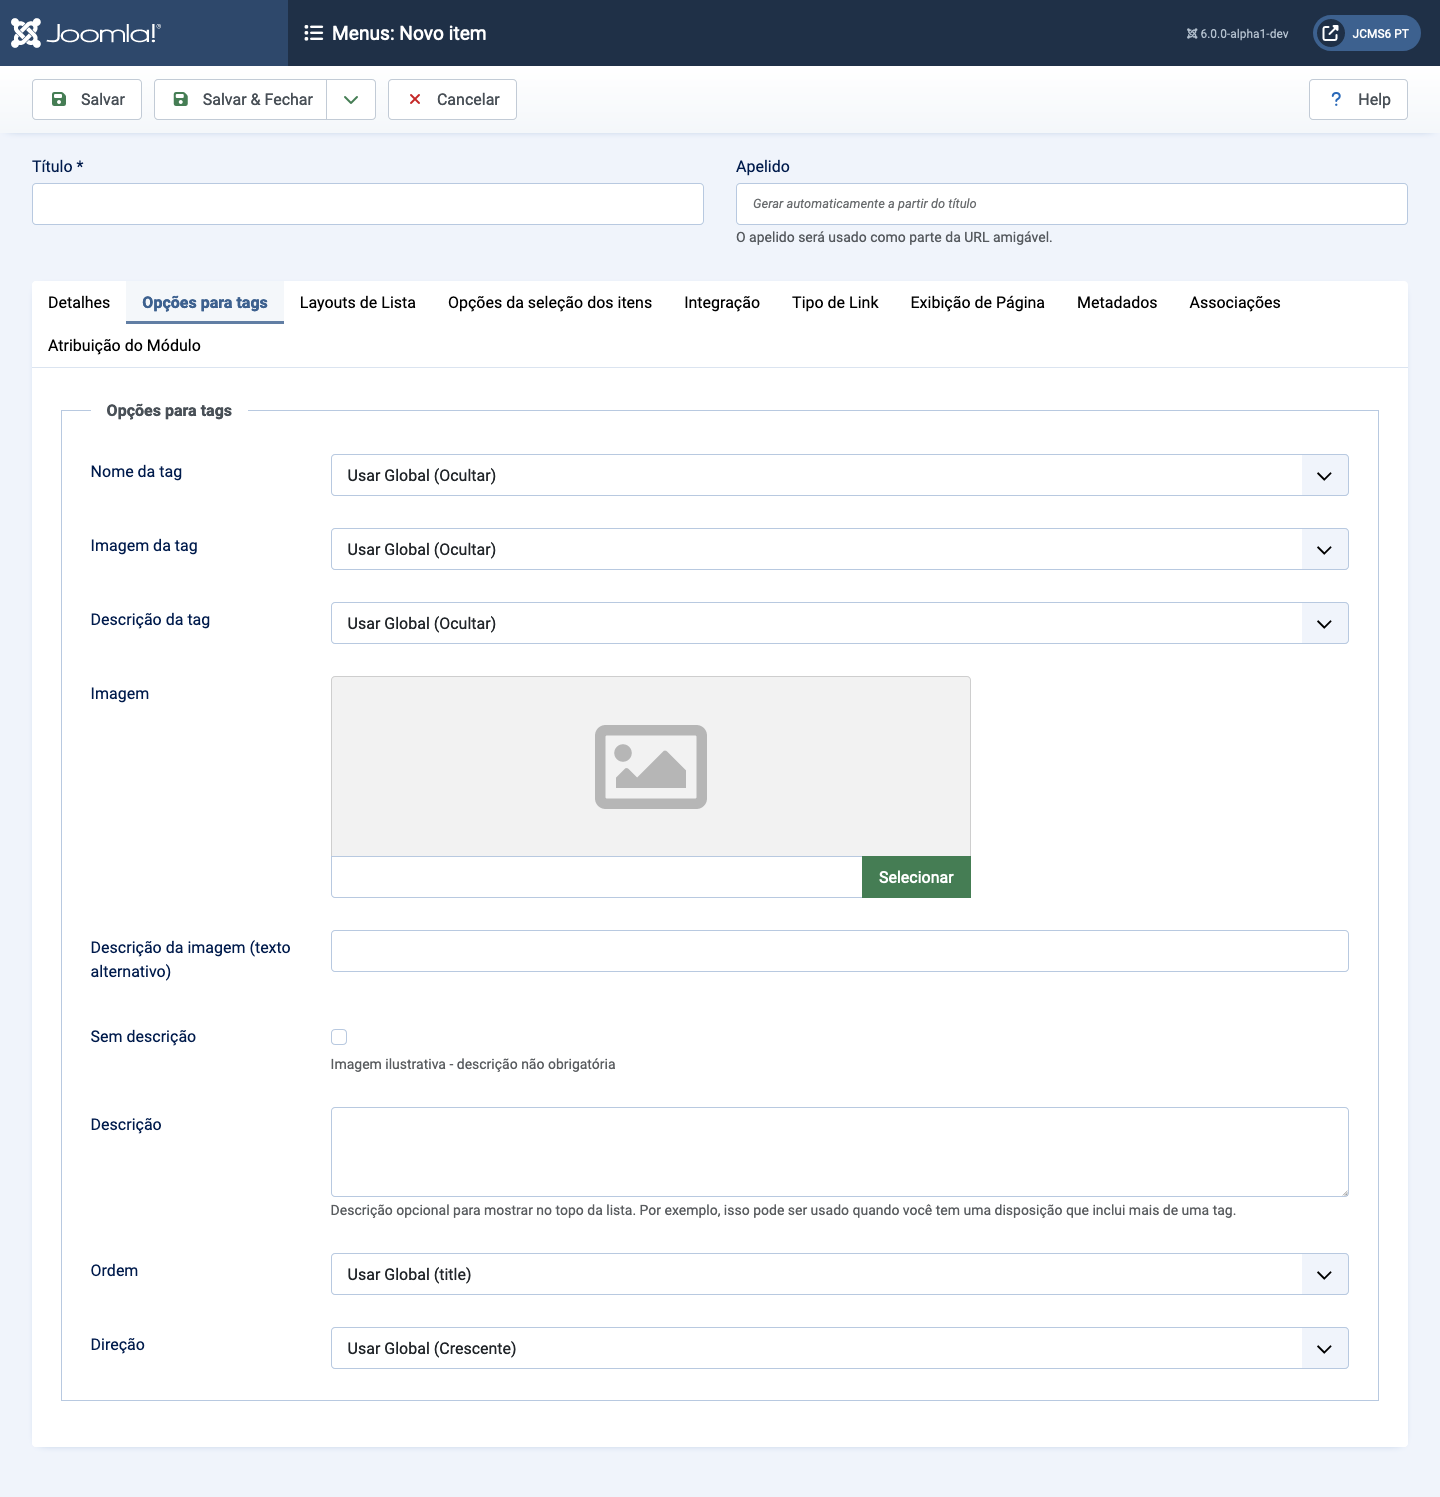 Joomla!®
Menus: Novo item
6.0.0-alpha1-dev
JCMS6 PT
Salvar
Salvar & Fechar
Cancelar
? Help
Título *
Apelido
Gerar automaticamente a partir do título
O apelido será usado como parte da URL amigável.
Detalhes
Opções para tags
Layouts de Lista
Opções da seleção dos itens
Integração
Tipo de Link
Exibição de Página
Metadados
Associações
Atribuição do Módulo
Opções para tags
Nome da tag
Usar Global (Ocultar)
Imagem da tag
Usar Global (Ocultar)
Descrição da tag
Usar Global (Ocultar)
Imagem
Selecionar
Descrição da imagem (texto
alternativo)
Sem descrição
Imagem ilustrativa - descrição não obrigatória
Descrição
Descrição opcional para mostrar no topo da lista. Por exemplo, isso pode ser usado quando você tem uma disposição que inclui mais de uma tag.
Ordem
Usar Global (title)
Direção
Usar Global (Crescente)